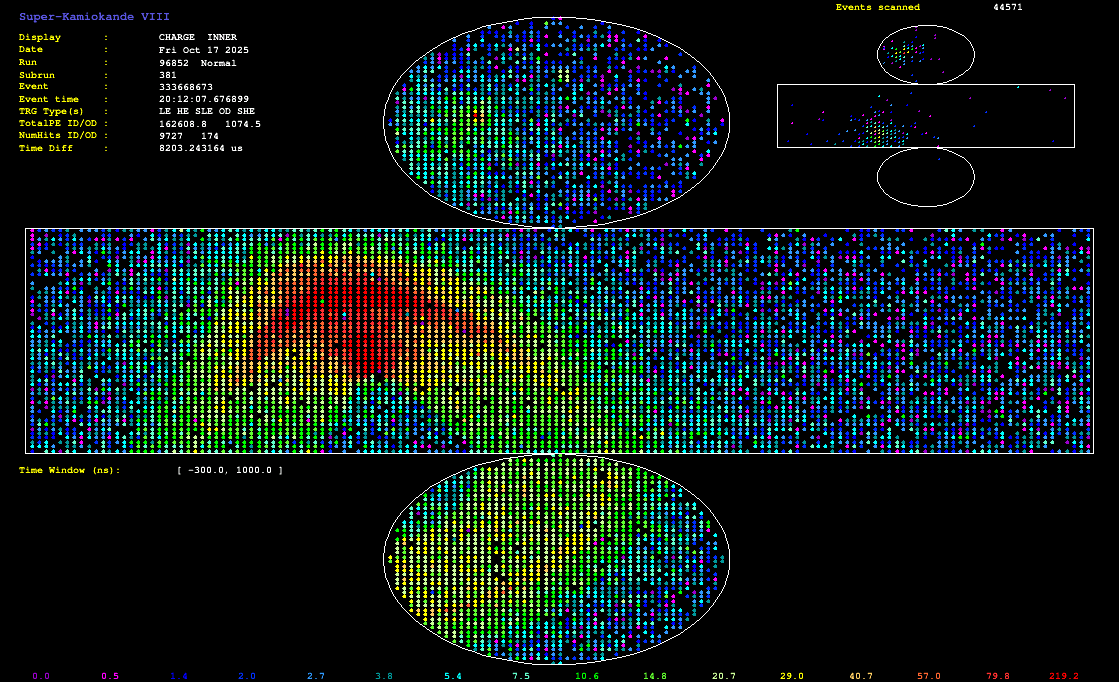 Super-Kamiokande VIII
Display : CHARGE INNER
Date : Fri Oct 17 2025
Run : 96852 Normal
Subrun : 381
Event : 333668673
Event time : 20:12:07.676899
TRG Type(s) : LE HE SLE OD SHE
TotalPE ID/OD : 162608.8 1074.5
NumHits ID/OD : 9727 174
Time Diff : 8203.243164 us
Events scanned 44571
Time Window (ns): [ -300.0, 1000.0 ]
0.0 0.5 1.4 2.0 2.7 3.8 5.4 7.5 10.6 14.8 20.7 29.0 40.7 57.0 79.8 219.2